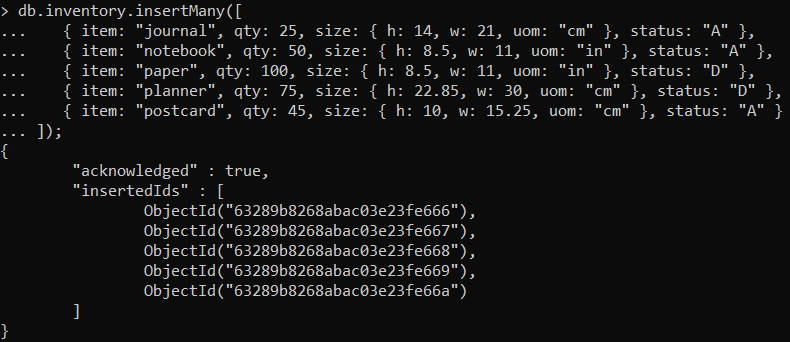 > db.inventory.insertMany([
...    { item: "journal", qty: 25, size: { h: 14, w: 21, uom: "cm" }, status: "A" },
...    { item: "notebook", qty: 50, size: { h: 8.5, w: 11, uom: "in" }, status: "A" },
...    { item: "paper", qty: 100, size: { h: 8.5, w: 11, uom: "in" }, status: "D" },
...    { item: "planner", qty: 75, size: { h: 22.85, w: 30, uom: "cm" }, status: "D" },
...    { item: "postcard", qty: 45, size: { h: 10, w: 15.25, uom: "cm" }, status: "A" }
... ]);
{
        "acknowledged" : true,
        "insertedIds" : [
                ObjectId("63289b8268abac03e23fe666"),
                ObjectId("63289b8268abac03e23fe667"),
                ObjectId("63289b8268abac03e23fe668"),
                ObjectId("63289b8268abac03e23fe669"),
                ObjectId("63289b8268abac03e23fe66a")
        ]
}